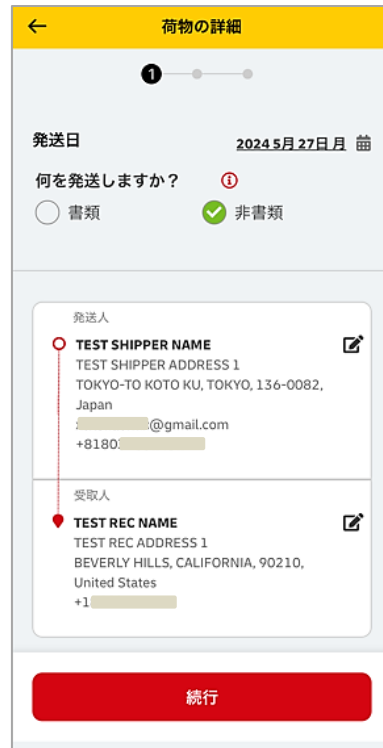 荷物の詳細
1
発送日
2024 5月 27日 月
何を発送しますか？
書類
非書類
発送人
TEST SHIPPER NAME
TEST SHIPPER ADDRESS 1
TOKYO-TO KOTO KU, TOKYO, 136-0082,
Japan
@gmail.com
+8180
受取人
TEST REC NAME
TEST REC ADDRESS 1
BEVERLY HILLS, CALIFORNIA, 90210,
United States
+1
続行